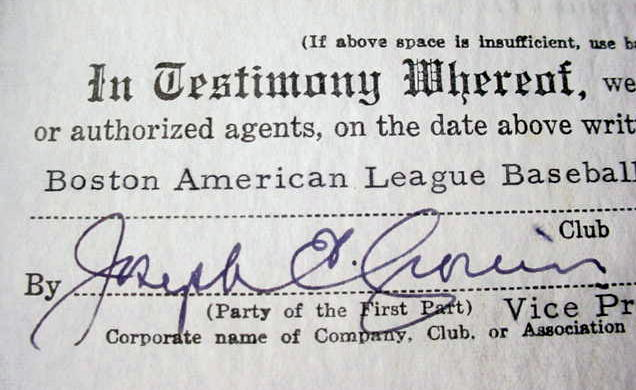 (If above space is insufficient, use ba
In Testimony Whereof, we
or authorized agents, on the date above writt
Boston American League Baseball
Club
By Joseph E. Cronin
(Party of the First Part) Vice Pr
Corporate name of Company, Club, or Association